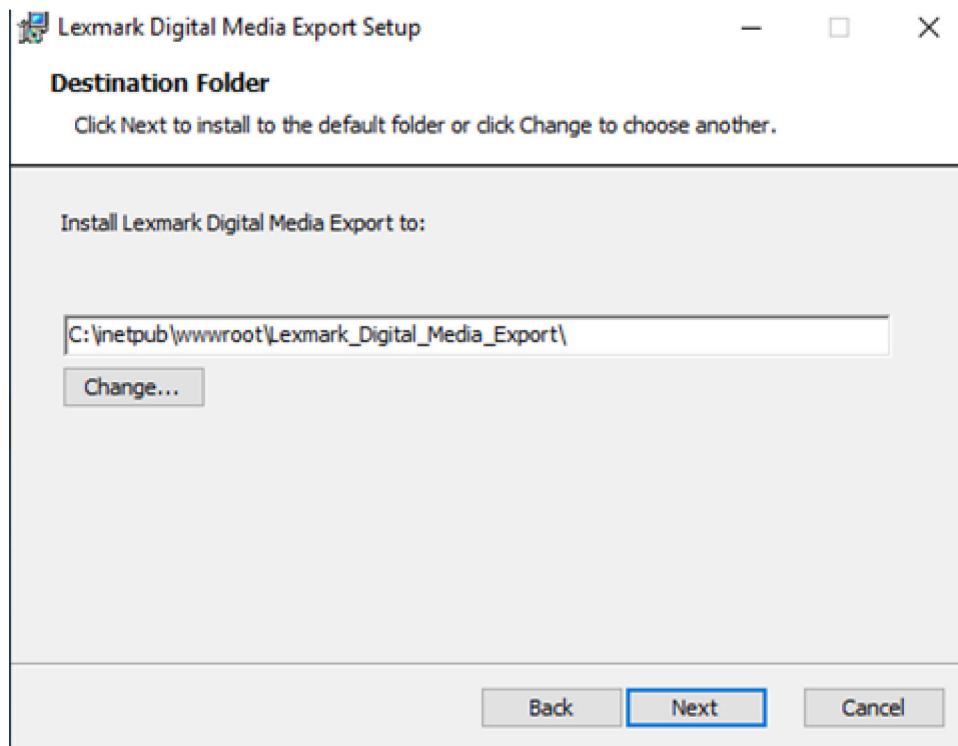 Lexmark Digital Media Export Setup
Destination Folder
Click Next to install to the default folder or click Change to choose another.
Install Lexmark Digital Media Export to:
C:\inetpub\wwwroot\Lexmark_Digital_Media_Export\
Change...
Back Next Cancel